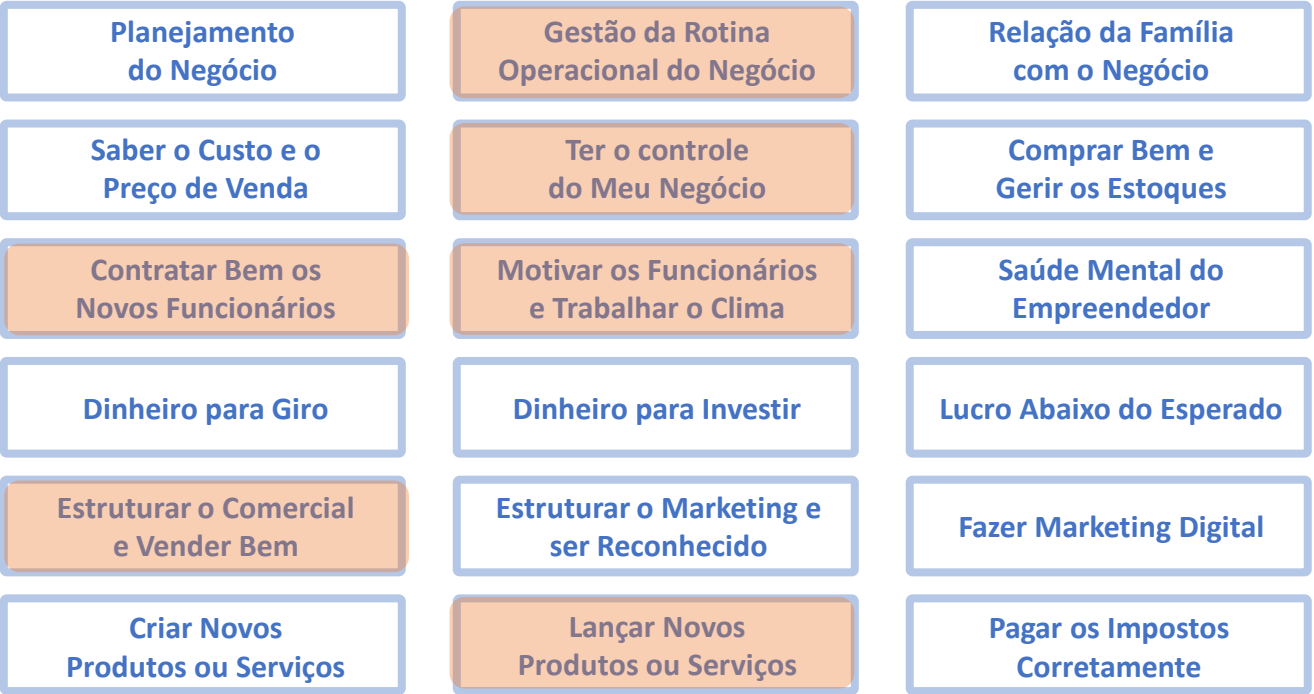 Planejamento
do Negócio
Gestão da Rotina
Operacional do Negócio
Relação da Família
com o Negócio
Saber o Custo e o
Preço de Venda
Ter o controle
do Meu Negócio
Comprar Bem e
Gerir os Estoques
Contratar Bem os
Novos Funcionários
Motivar os Funcionários
e Trabalhar o Clima
Saúde Mental do
Empreendedor
Dinheiro para Giro
Dinheiro para Investir
Lucro Abaixo do Esperado
Estruturar o Comercial
e Vender Bem
Estruturar o Marketing e
ser Reconhecido
Fazer Marketing Digital
Criar Novos
Produtos ou Serviços
Lançar Novos
Produtos ou Serviços
Pagar os Impostos
Corretamente